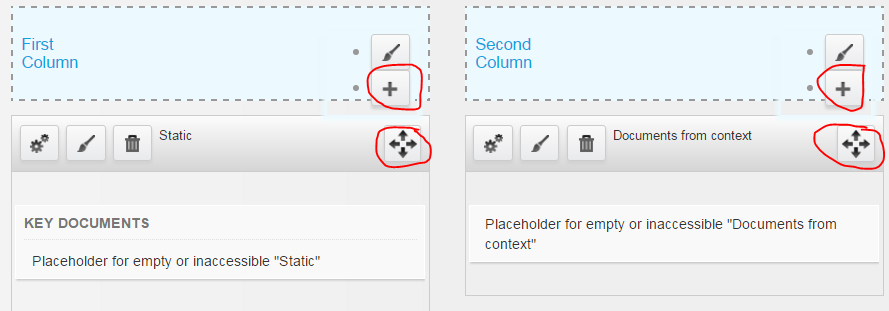 First
Column
Second
Column
Static
Documents from context
KEY DOCUMENTS
Placeholder for empty or inaccessible "Static"
Placeholder for empty or inaccessible "Documents from
context"